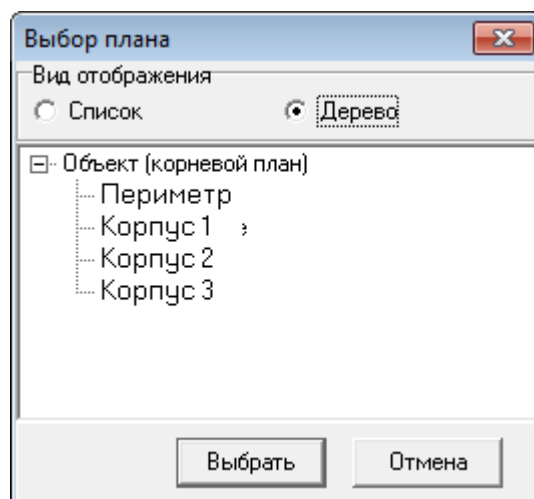 Выбор плана
Вид отображения
Список Дерево
Объект (корневой план)
Периметр
Корпус 1
Корпус 2
Корпус 3
Выбрать Отмена